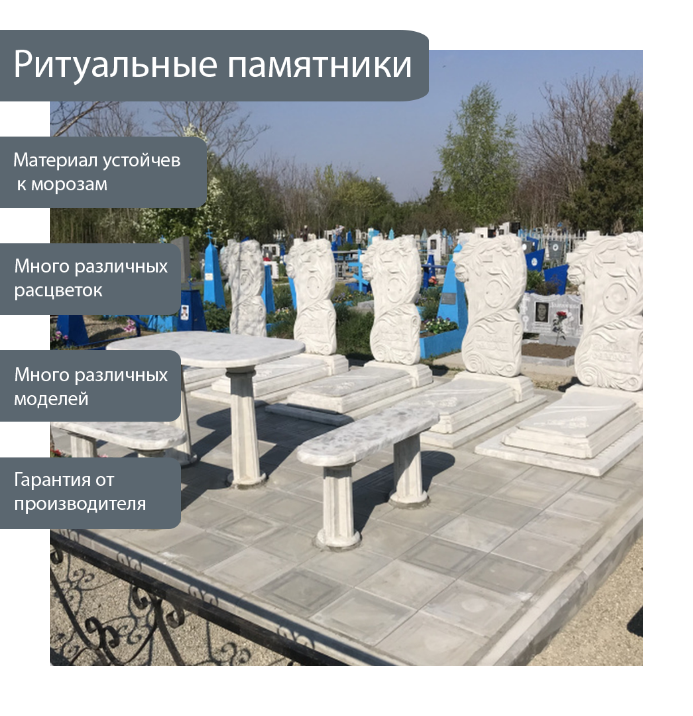 Ритуальные памятники
Материал устойчев
к морозам
Много различных
расцветок
Много различных
моделей
Гарантия от
производителя